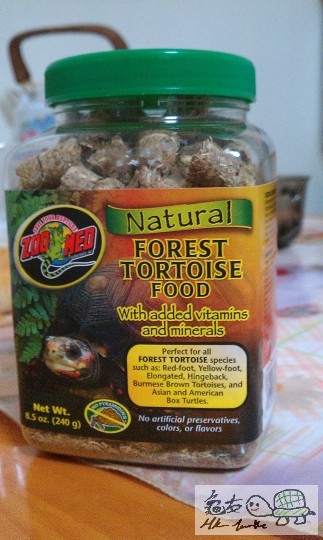 Natural
FOREST
TORTOISE
FOOD
With added vitamins
and minerals
ZOO MED
Perfect for all
FOREST TORTOISE species
such as: Red-foot, Yellow-foot,
Elongated, Hingeback,
Burmese Brown Tortoises, and
Asian and American
Box Turtles.
Net Wt.
8.5 oz. (240 g)
No artificial preservatives,
colors, or flavors
龜友
HK Turtle